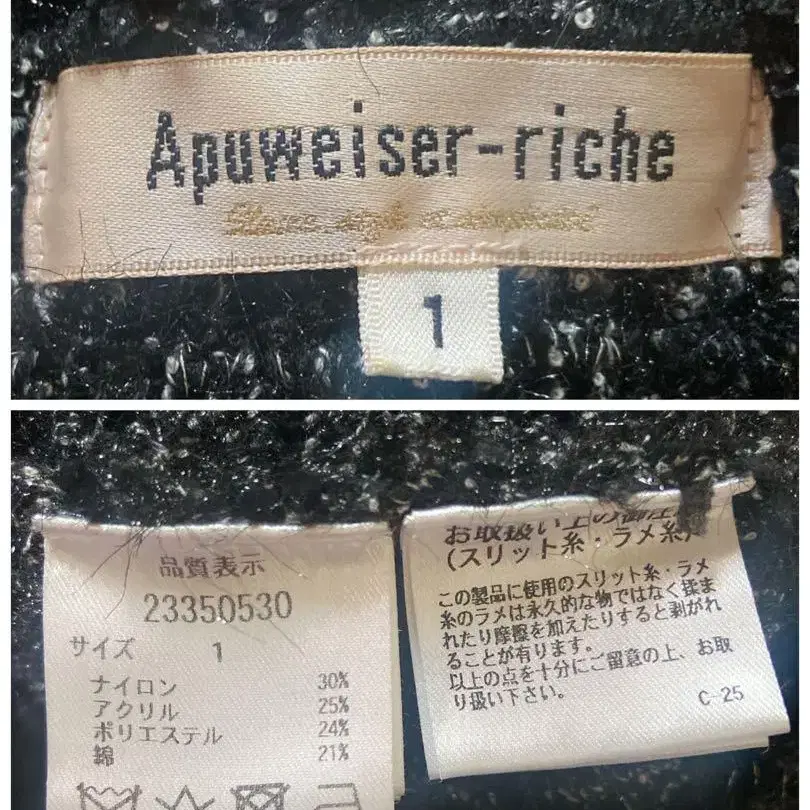 Apuweiser-riche
1
品質表示
23350530
サイズ 1
ナイロン 30%
アクリル 25%
ポリエステル 24%
綿 21%
お取扱い上の御注意
(スリット糸・ラメ糸)
この製品に使用のスリット糸・ラメ
糸のラメは永久的な物ではなく揉ま
れたり摩擦を加えたりすると剥がれ
ることが有ります。
以上の点を十分にご留意の上、お取
り扱い下さい。
C-25